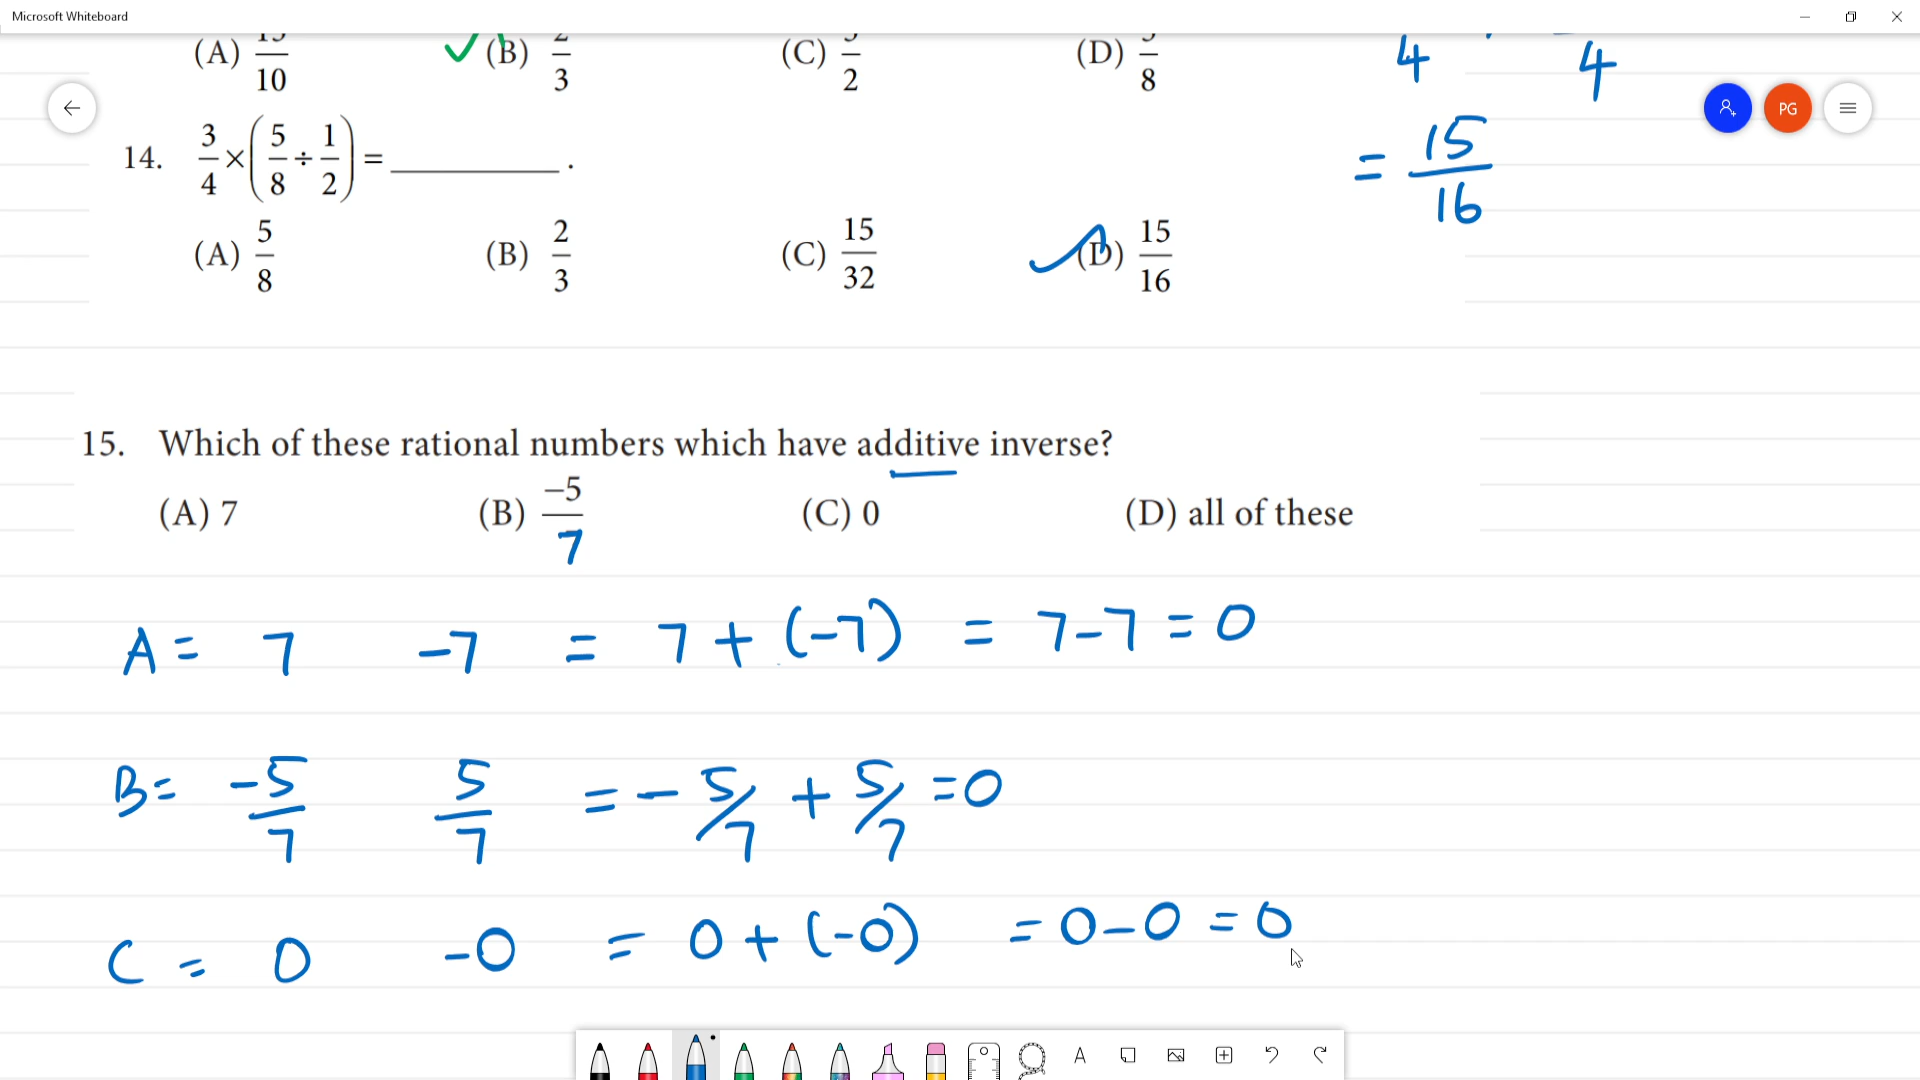 Microsoft Whiteboard
(A) 15/10 (B) 2/3 (C) /2 (D) /8
4 4
PG
14. 3/4 × (5/8 ÷ 1/2) = ________ .
= 15/16
(A) 5/8 (B) 2/3 (C) 15/32 (D) 15/16
15. Which of these rational numbers which have additive inverse?
(A) 7 (B) −5/7 (C) 0 (D) all of these
A = 7 -7 = 7 + (-7) = 7-7 = 0
B = -5/7 5/7 = - 5/7 + 5/7 = 0
C = 0 -0 = 0 + (-0) = 0-0 = 0
A